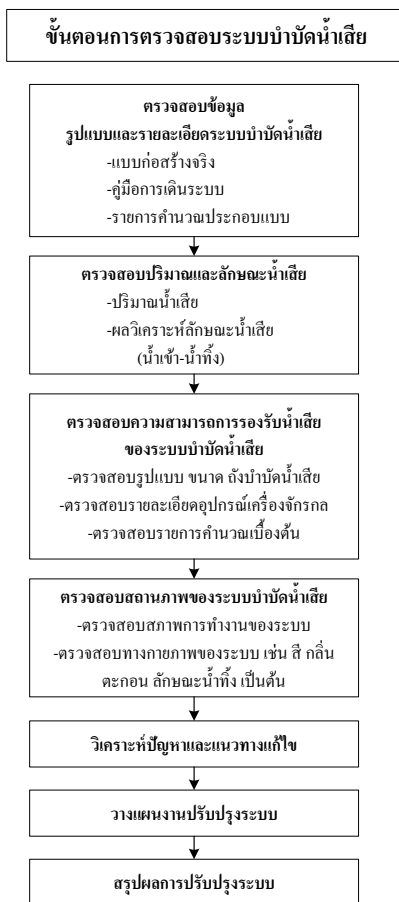 ขั้นตอนการตรวจสอบระบบบำบัดน้ำเสีย
ตรวจสอบข้อมูล
รูปแบบและรายละเอียดระบบบำบัดน้ำเสีย
-แบบก่อสร้างจริง
-คู่มือการเดินระบบ
-รายการคำนวณประกอบแบบ
ตรวจสอบปริมาณและลักษณะน้ำเสีย
-ปริมาณน้ำเสีย
-ผลวิเคราะห์ลักษณะน้ำเสีย
(น้ำเข้า-น้ำทิ้ง)
ตรวจสอบความสามารถการรองรับน้ำเสีย
ของระบบบำบัดน้ำเสีย
-ตรวจสอบรูปแบบ ขนาด ถังบำบัดน้ำเสีย
-ตรวจสอบรายละเอียดอุปกรณ์เครื่องจักรกล
-ตรวจสอบรายการคำนวณเบื้องต้น
ตรวจสอบสถานภาพของระบบบำบัดน้ำเสีย
-ตรวจสอบสภาพการทำงานของระบบ
-ตรวจสอบทางกายภาพของระบบ เช่น สี กลิ่น
ตะกอน ลักษณะน้ำทิ้ง เป็นต้น
วิเคราะห์ปัญหาและแนวทางแก้ไข
วางแผนงานปรับปรุงระบบ
สรุปผลการปรับปรุงระบบ